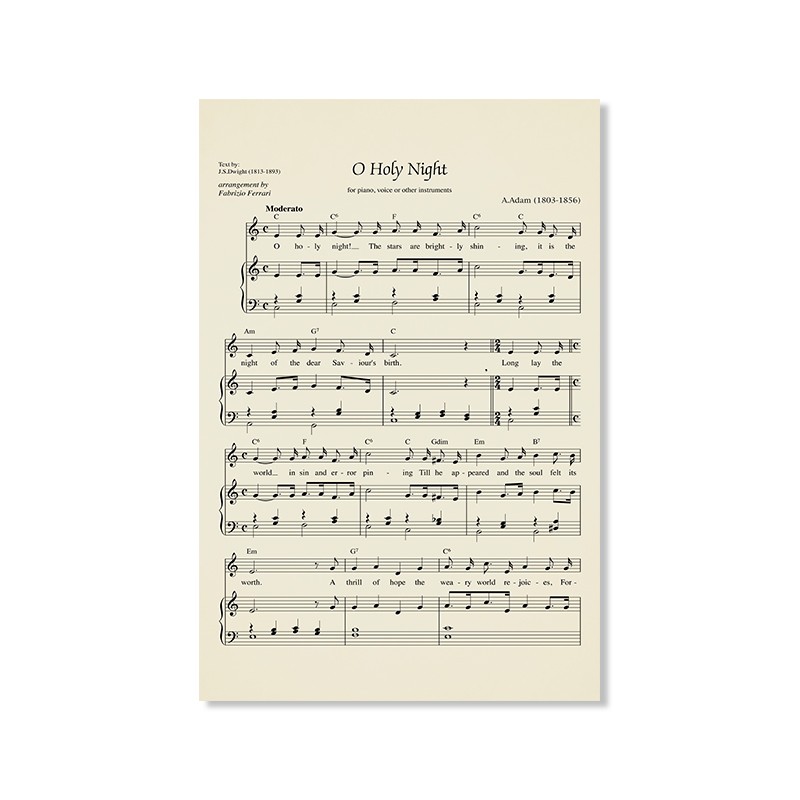 Text by:
J.S.Dwight (1813-1893)
O Holy Night
arrangement by
Fabrizio Ferrari
for piano, voice or other instruments
A.Adam (1803-1856)
Moderato
C C6 F C6 C
O ho - ly night!__ The stars are bright - ly shin - ing, it is the
Am G7 C
night of the dear Sav - iour's birth. Long lay the
C6 F C6 C Gdim Em B7
world__ in sin and er - ror pin - ing Till he ap - peared and the soul felt its
Em G7 C6
worth. A thrill of hope the wea - ry world re - joic - es, For-